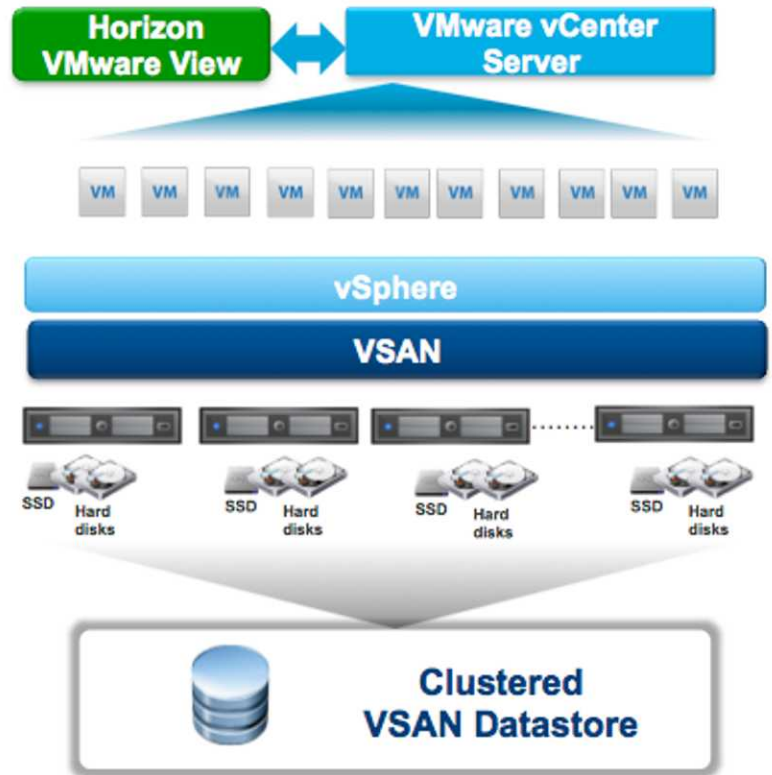 Horizon
VMware View
VMware vCenter
Server
VM VM VM VM VM VM VM VM VM VM VM
vSphere
VSAN
SSD Hard
disks
SSD Hard
disks
SSD Hard
disks
SSD Hard
disks
Clustered
VSAN Datastore